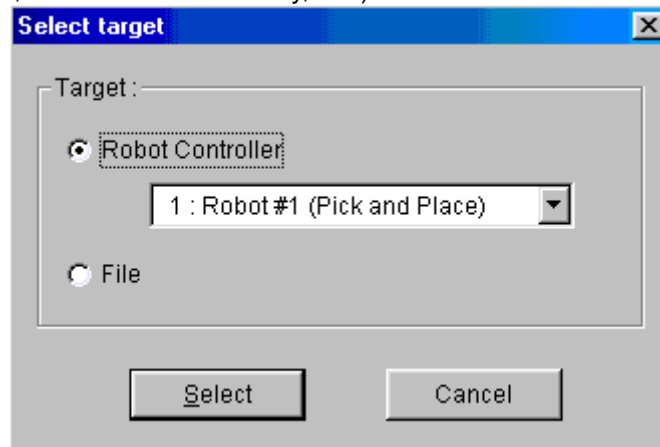 Select target
Target :
Robot Controller
1 : Robot #1 (Pick and Place)
File
Select
Cancel